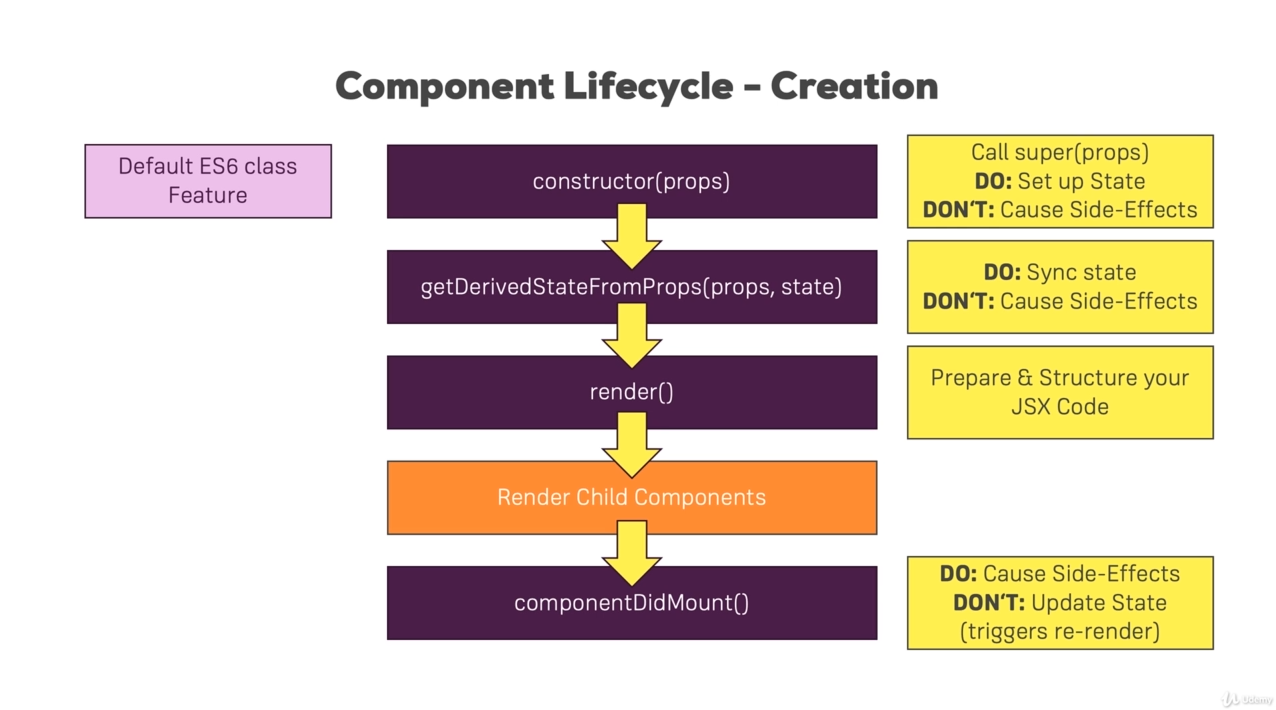 Component Lifecycle - Creation
Default ES6 class
Feature
constructor(props)
Call super(props)
DO: Set up State
DON‘T: Cause Side-Effects
getDerivedStateFromProps(props, state)
DO: Sync state
DON‘T: Cause Side-Effects
render()
Prepare & Structure your
JSX Code
Render Child Components
componentDidMount()
DO: Cause Side-Effects
DON‘T: Update State
(triggers re-render)
Udemy